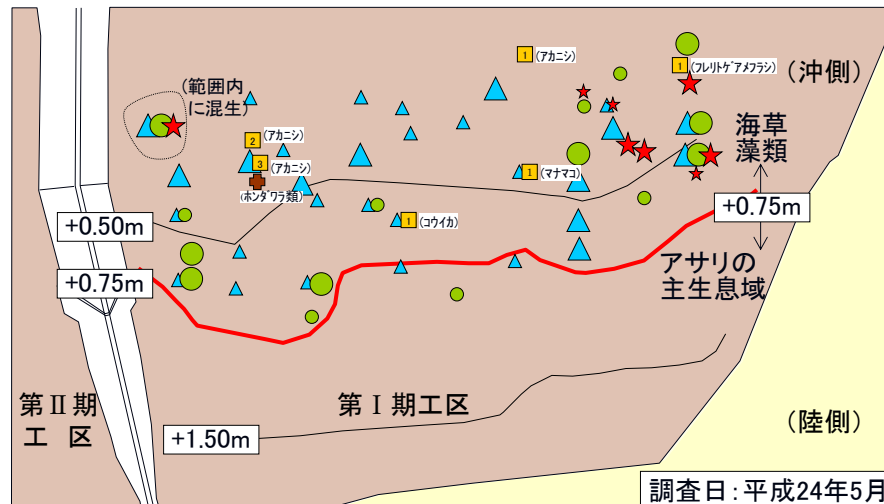 1
(アカニシ)
1
(フレリトゲアメフラシ)
(沖側)
(範囲内
に混生)
2
(アカニシ)
3
(アカニシ)
(ホンダワラ類)
1
(マナマコ)
海草
藻類
+0.75m
1
(コウイカ)
+0.50m
+0.75m
アサリの
主生息域
第Ⅱ期
工 区
第Ⅰ期工区
+1.50m
(陸側)
調査日:平成24年5月